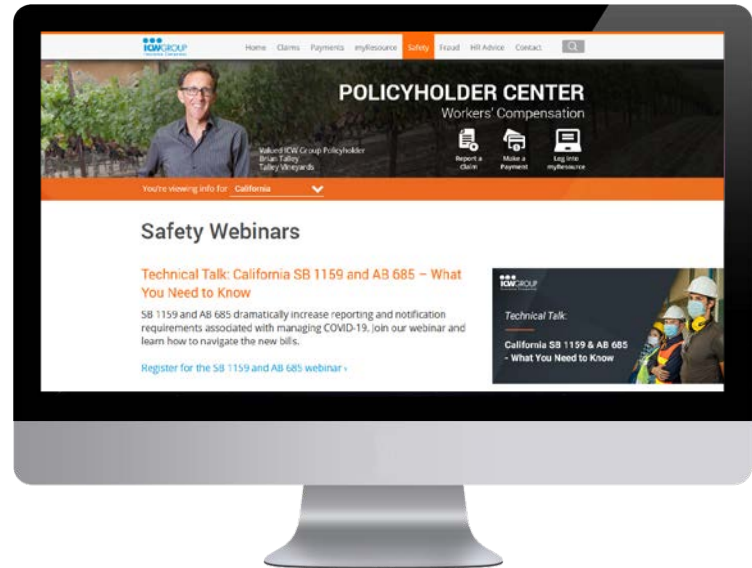 ICWGROUP
Home Claims Payments myResource Safety Fraud HR Advice Contact
POLICYHOLDER CENTER
Workers' Compensation
Valued ICW Group Policyholder
Brian Talley
Talley Vineyards
Report a Claim
Make a Payment
Log into myResource
You're viewing info for California
Safety Webinars
Technical Talk: California SB 1159 and AB 685 – What
You Need to Know
SB 1159 and AB 685 dramatically increase reporting and notification
requirements associated with managing COVID-19. Join our webinar and
learn how to navigate the new bills.
Register for the SB 1159 and AB 685 webinar ›
ICWGROUP
Technical Talk:
California SB 1159 & AB 685
- What You Need to Know